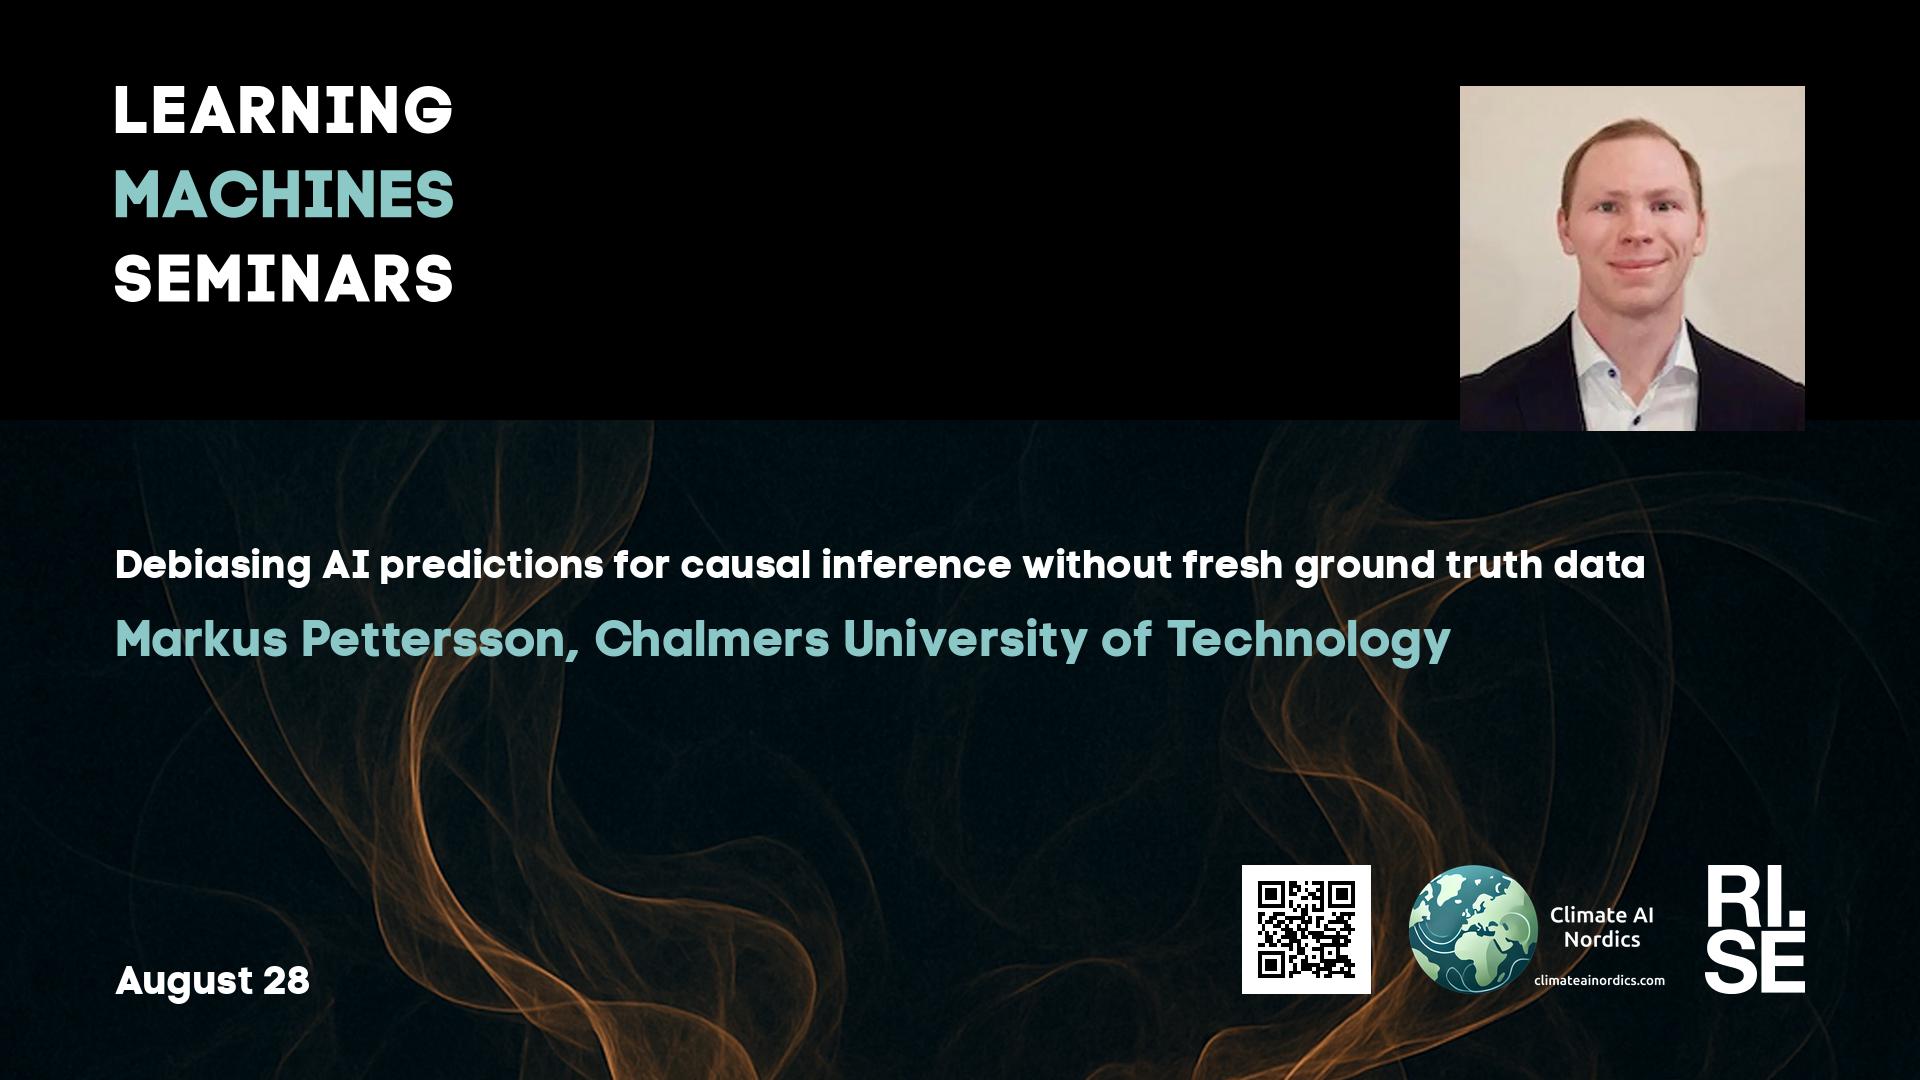 LEARNING
MACHINES
SEMINARS
Debiasing AI predictions for causal inference without fresh ground truth data
Markus Pettersson, Chalmers University of Technology
August 28
Climate AI
Nordics
climateainordics.com
RI.
SE